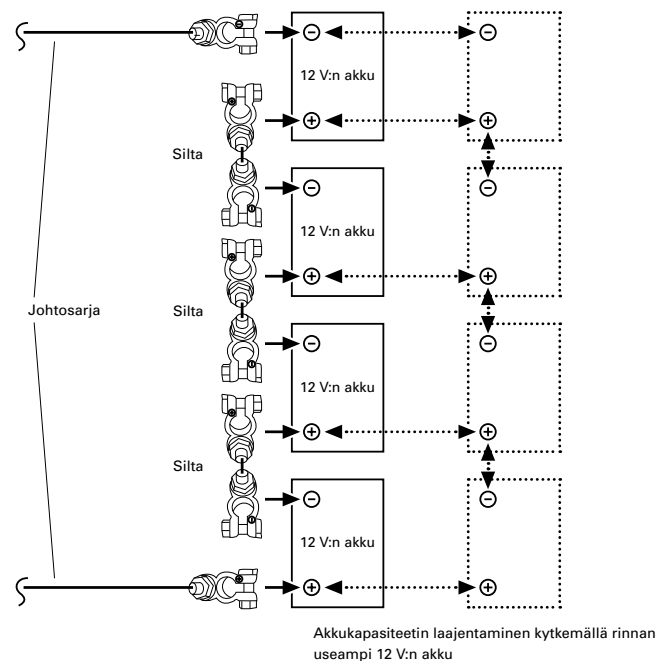 12 V:n akku
Silta
12 V:n akku
Johtosarja
Silta
12 V:n akku
Silta
12 V:n akku
Akkukapasiteetin laajentaminen kytkemällä rinnan
useampi 12 V:n akku